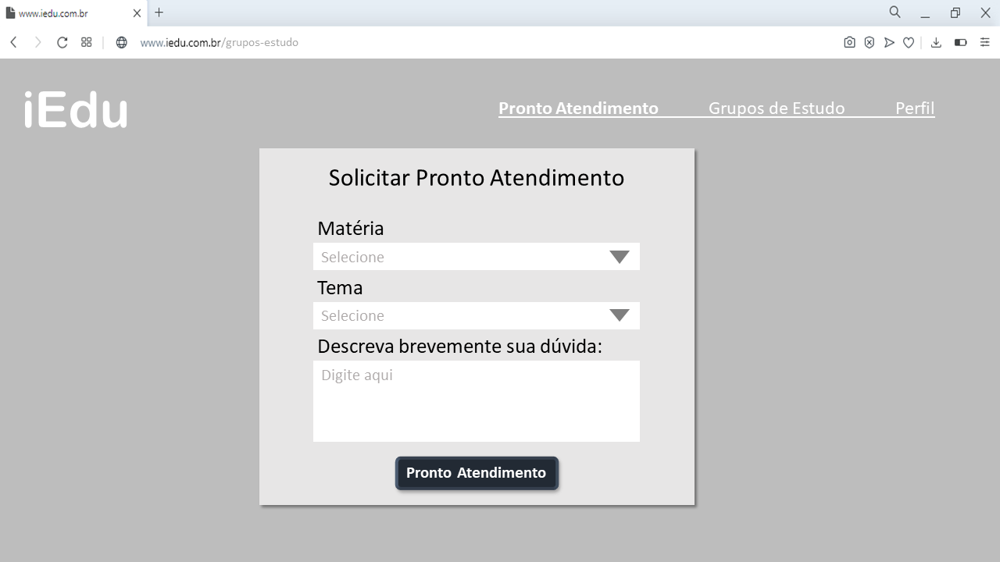 www.iedu.com.br
www.iedu.com.br/grupos-estudo
iEdu
Pronto Atendimento Grupos de Estudo Perfil
Solicitar Pronto Atendimento
Matéria
Selecione
Tema
Selecione
Descreva brevemente sua dúvida:
Digite aqui
Pronto Atendimento